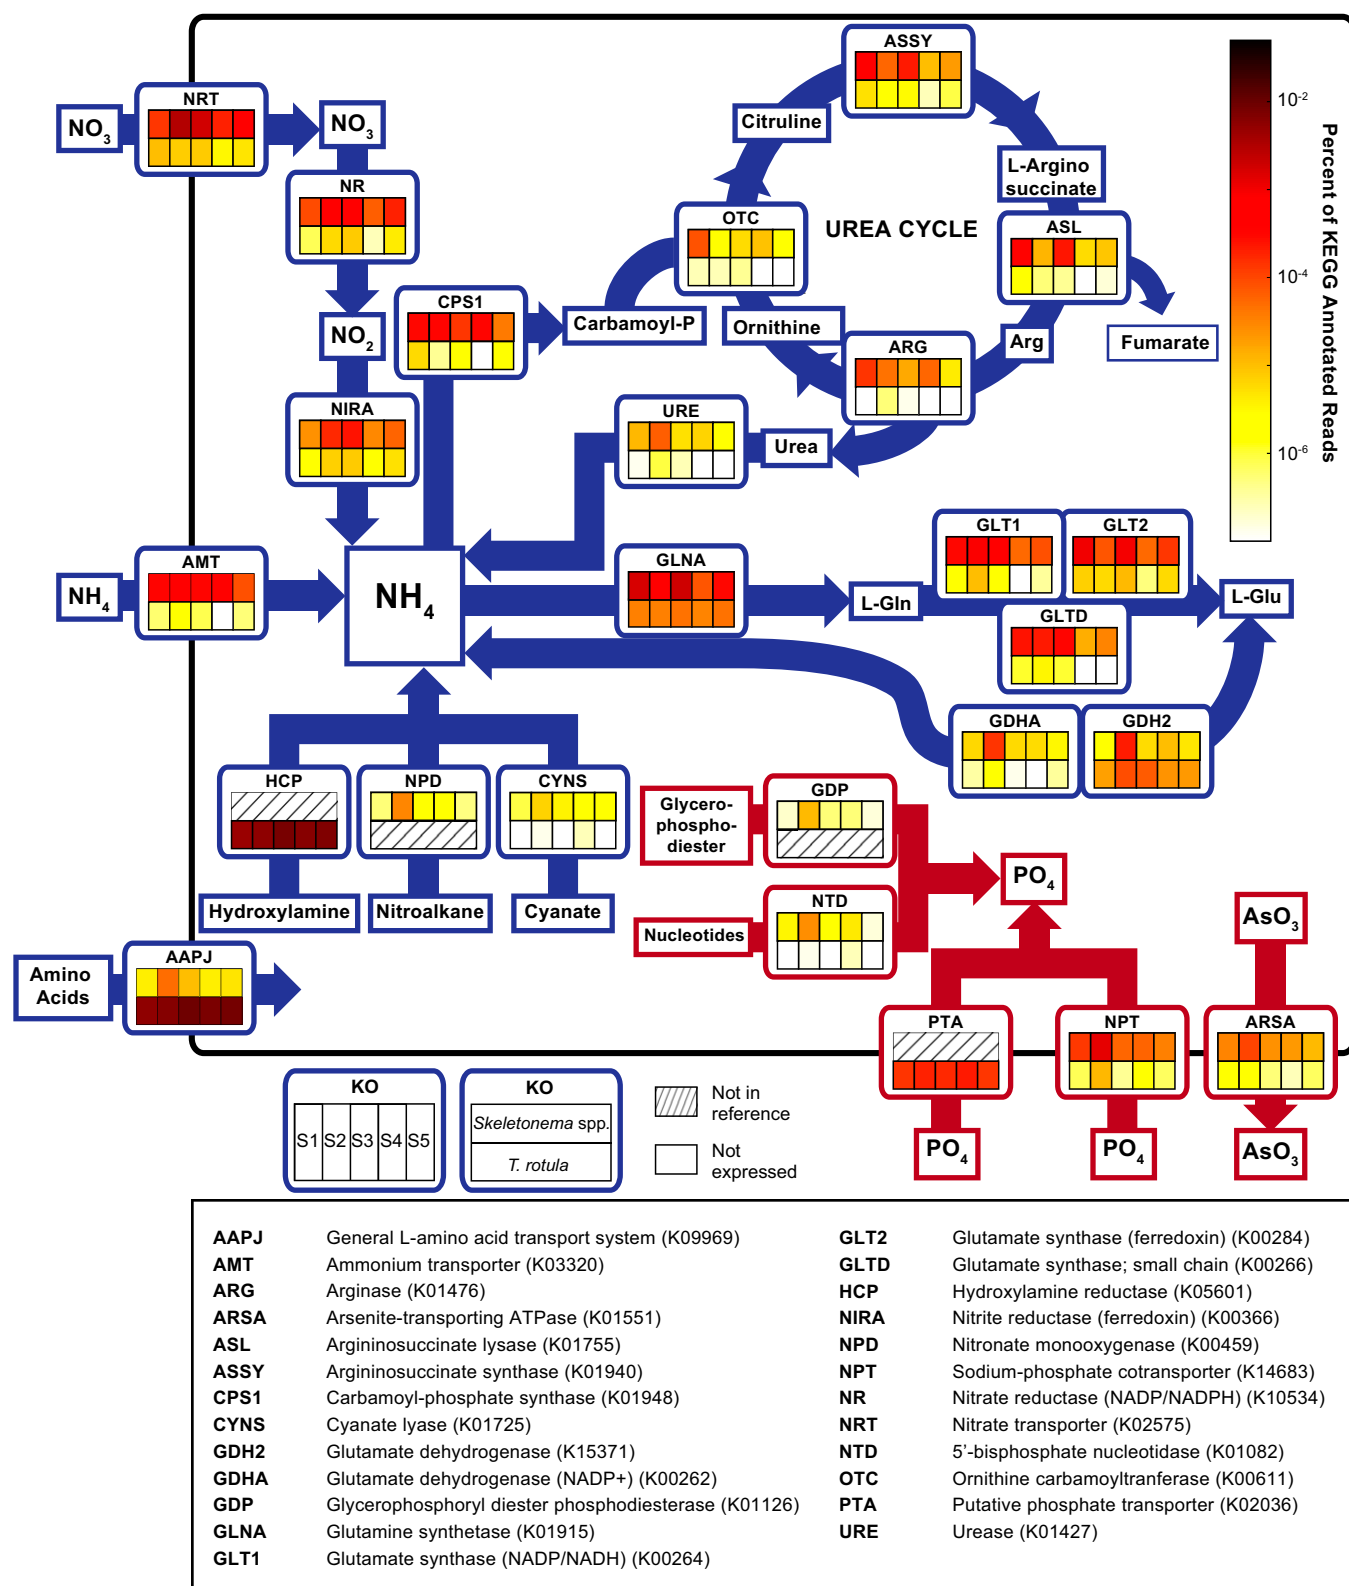 ASSY
NRT
10-2
NO3
NO3
Citruline
Percent of KEGG Annotated Reads
L-Argino
succinate
NR
OTC
UREA CYCLE
ASL
10-4
CPS1
NO2
Carbamoyl-P
Ornithine
Arg
Fumarate
ARG
NIRA
URE
Urea
10-6
GLT1
GLT2
AMT
GLNA
NH4
NH4
L-Gln
L-Glu
GLTD
GDHA
GDH2
HCP
NPD
CYNS
GDP
Glycero-
phospho-
diester
PO4
NTD
Hydroxylamine
Nitroalkane
Cyanate
Nucleotides
AsO3
AAPJ
Amino
Acids
PTA
NPT
ARSA
KO
KO
S1 S2 S3 S4 S5
Skeletonema spp.
T. rotula
Not in
reference
Not
expressed
PO4
PO4
AsO3
AAPJ General L-amino acid transport system (K09969)
AMT Ammonium transporter (K03320)
ARG Arginase (K01476)
ARSA Arsenite-transporting ATPase (K01551)
ASL Argininosuccinate lysase (K01755)
ASSY Argininosuccinate synthase (K01940)
CPS1 Carbamoyl-phosphate synthase (K01948)
CYNS Cyanate lyase (K01725)
GDH2 Glutamate dehydrogenase (K15371)
GDHA Glutamate dehydrogenase (NADP+) (K00262)
GDP Glycerophosphoryl diester phosphodiesterase (K01126)
GLNA Glutamine synthetase (K01915)
GLT1 Glutamate synthase (NADP/NADH) (K00264)
GLT2 Glutamate synthase (ferredoxin) (K00284)
GLTD Glutamate synthase; small chain (K00266)
HCP Hydroxylamine reductase (K05601)
NIRA Nitrite reductase (ferredoxin) (K00366)
NPD Nitronate monooxygenase (K00459)
NPT Sodium-phosphate cotransporter (K14683)
NR Nitrate reductase (NADP/NADPH) (K10534)
NRT Nitrate transporter (K02575)
NTD 5’-bisphosphate nucleotidase (K01082)
OTC Ornithine carbamoyltranferase (K00611)
PTA Putative phosphate transporter (K02036)
URE Urease (K01427)